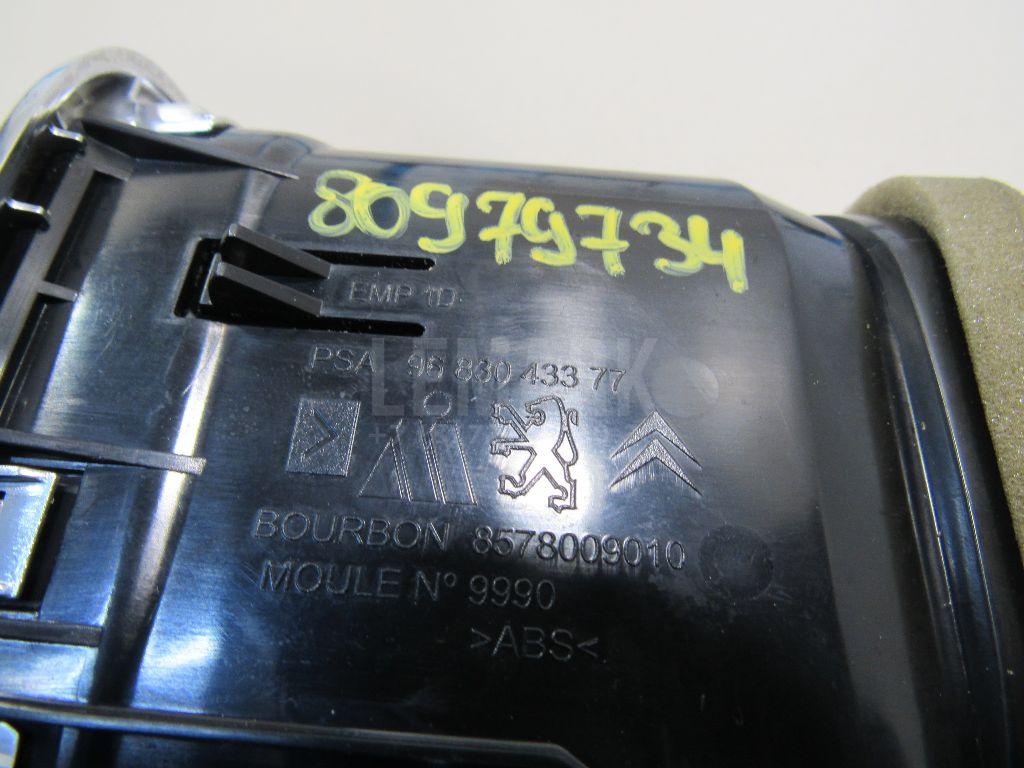 80979734
EMP 1D
PSA 96 830 433 77
BOURBON 8578009010
MOULE N° 9990
>ABS<